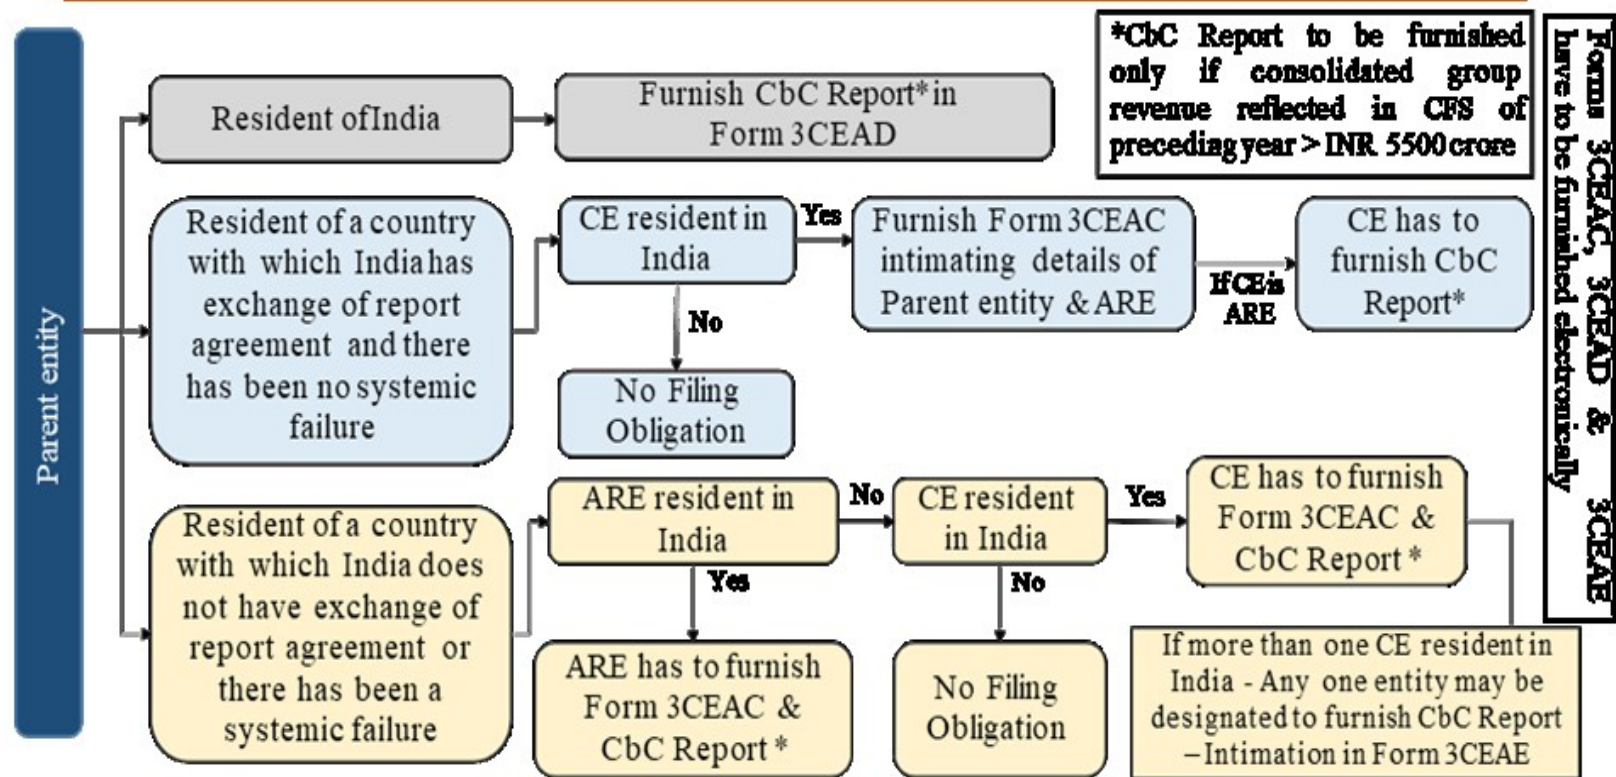 Parent entity
Resident of India
Furnish CbC Report* in
Form 3CEAD
*CbC Report to be furnished
only if consolidated group
revenue reflected in CFS of
preceding year > INR 5500 crore
Forms 3CEAC, 3CEAD & 3CEAE
have to be furnished electronically
Resident of a country
with which India has
exchange of report
agreement and there
has been no systemic
failure
CE resident in
India
Yes
Furnish Form 3CEAC
intimating details of
Parent entity & ARE
If CE is
ARE
CE has to
furnish CbC
Report*
No
No Filing
Obligation
Resident of a country
with which India does
not have exchange of
report agreement or
there has been a
systemic failure
ARE resident in
India
No
CE resident
in India
Yes
CE has to furnish
Form 3CEAC &
CbC Report *
Yes
ARE has to furnish
Form 3CEAC &
CbC Report *
No
No Filing
Obligation
If more than one CE resident in
India - Any one entity may be
designated to furnish CbC Report
– Intimation in Form 3CEAE